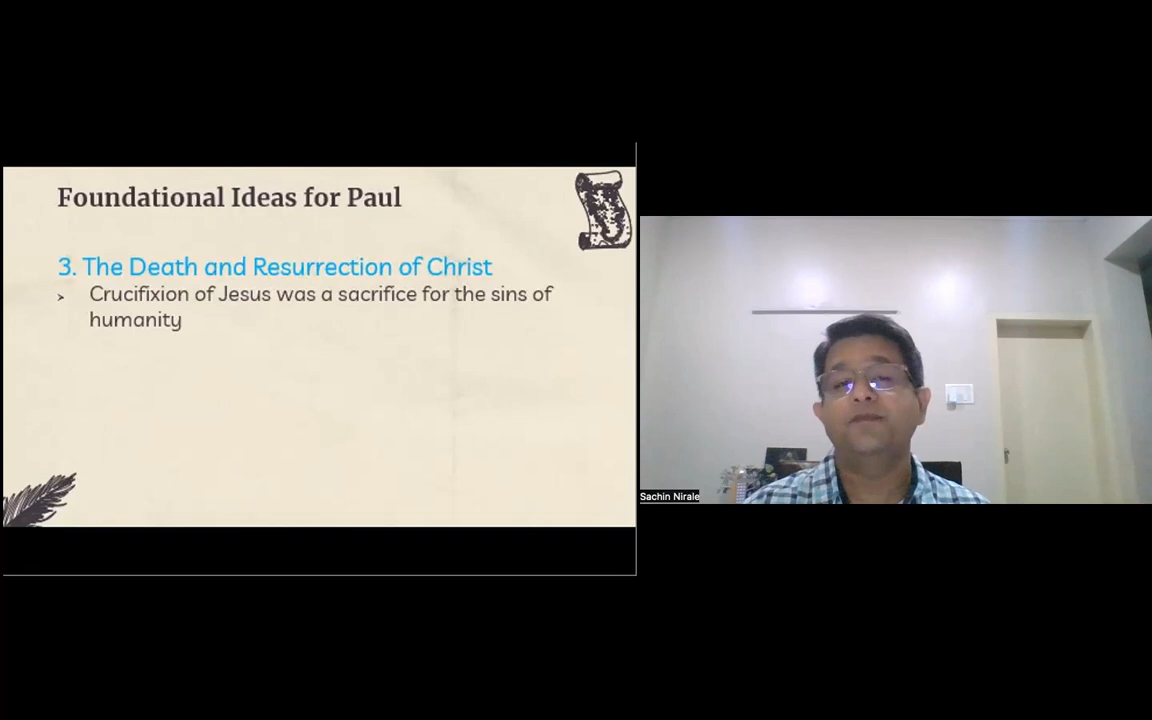 Foundational Ideas for Paul
3. The Death and Resurrection of Christ
➢ Crucifixion of Jesus was a sacrifice for the sins of
humanity
Sachin Nirale